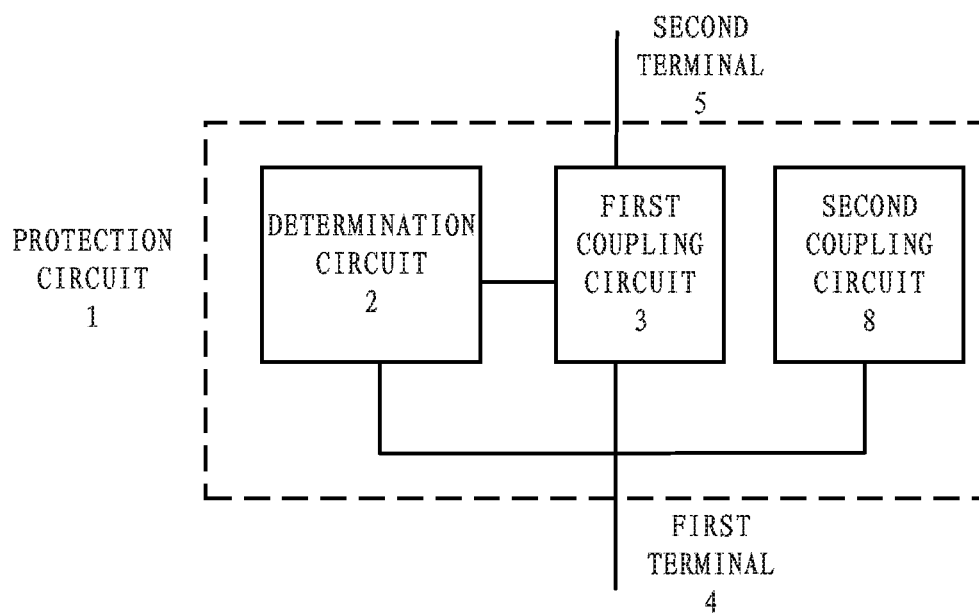 SECOND
TERMINAL
5
PROTECTION
CIRCUIT
1
DETERMINATION
CIRCUIT
2
FIRST
COUPLING
CIRCUIT
3
SECOND
COUPLING
CIRCUIT
8
FIRST
TERMINAL
4